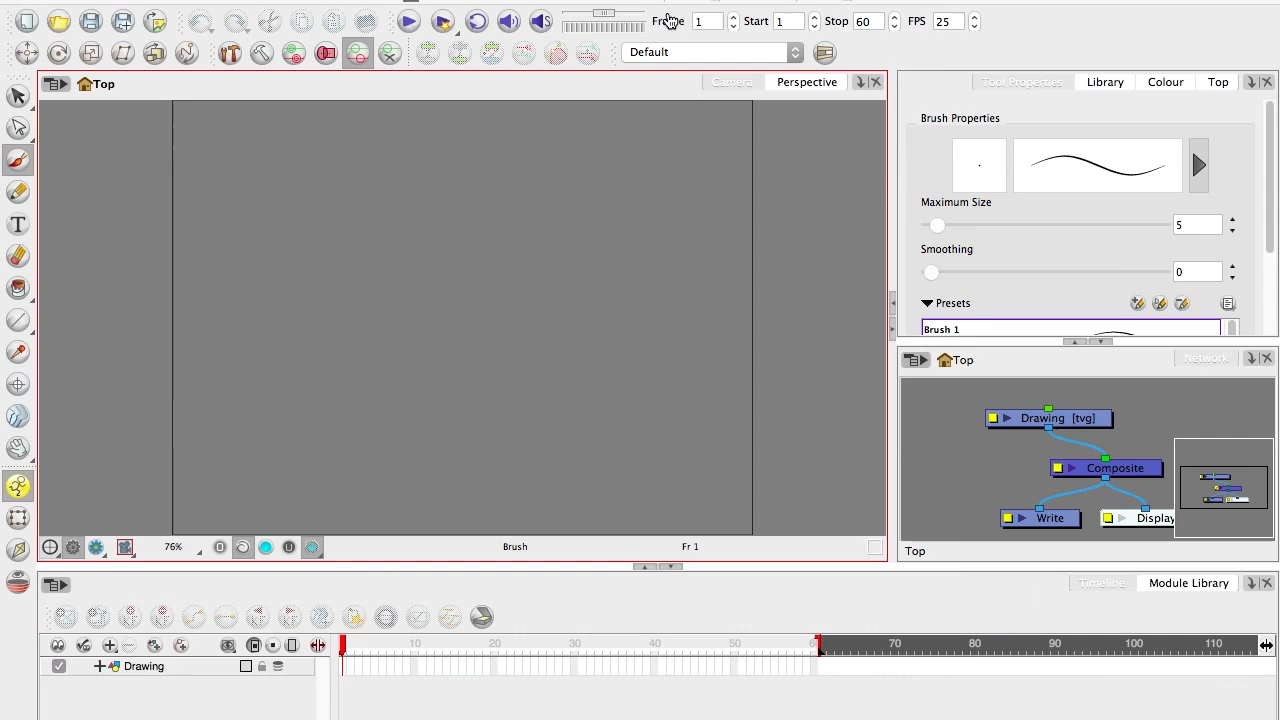 Frame 1 Start 1 Stop 60 FPS 25
Default
Top Camera Perspective
Tool Properties Library Colour Top
Brush Properties
Maximum Size
5
Smoothing
0
Presets
Brush 1
Top Network
Drawing [tvg]
Composite
Write Display
Top
76% Brush Fr 1
Timeline Module Library
10 20 30 40 50 70 80 90 100 110
Drawing